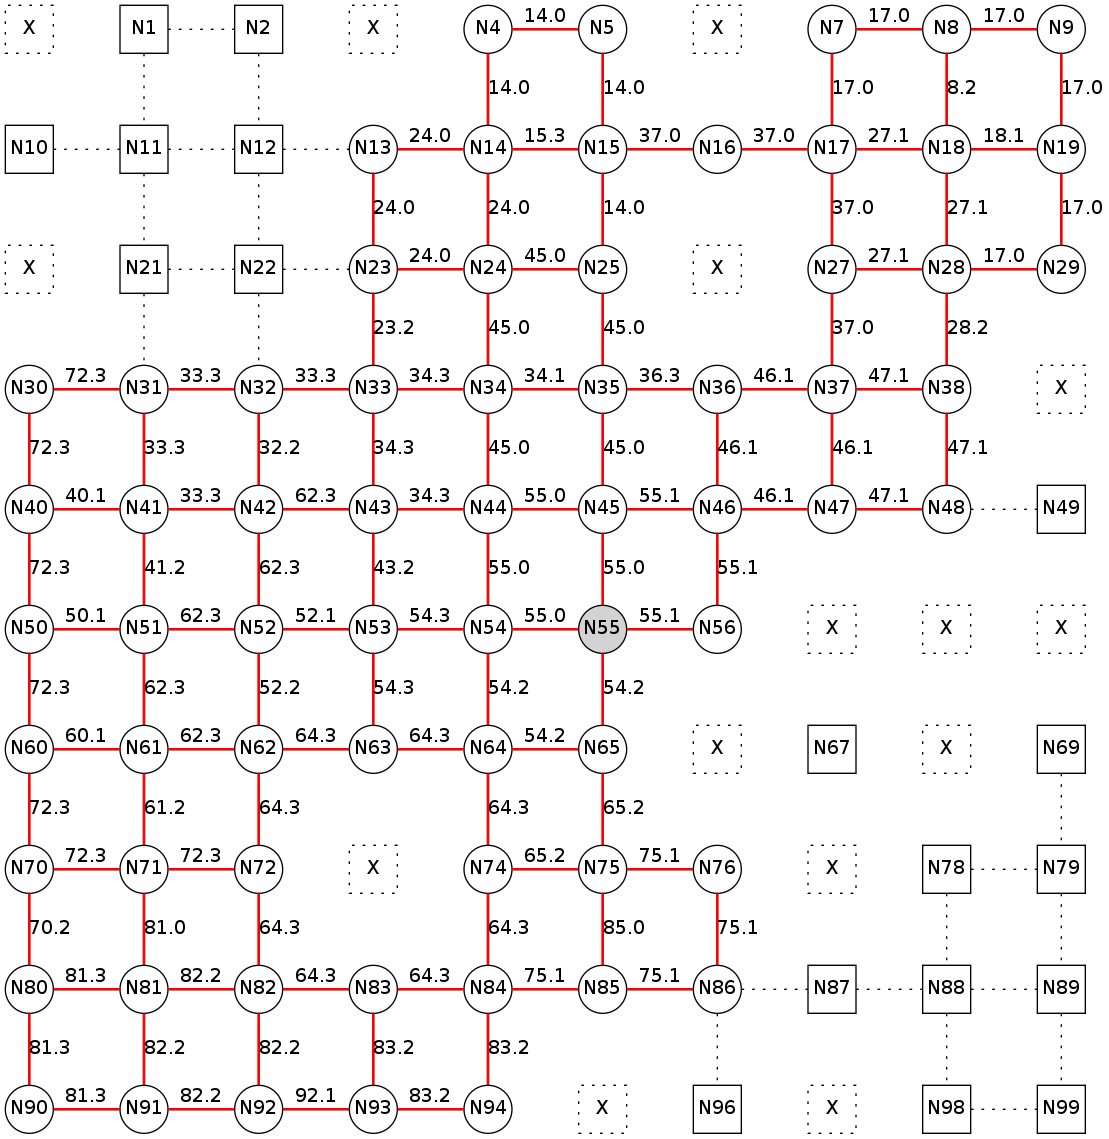 14.0 17.0 17.0
X N1 N2 X N4 N5 X N7 N8 N9
14.0 14.0 17.0 8.2 17.0
24.0 15.3 37.0 37.0 27.1 18.1
N10 N11 N12 N13 N14 N15 N16 N17 N18 N19
24.0 24.0 14.0 37.0 27.1 17.0
24.0 45.0 27.1 17.0
X N21 N22 N23 N24 N25 X N27 N28 N29
23.2 45.0 45.0 37.0 28.2
72.3 33.3 33.3 34.3 34.1 36.3 46.1 47.1
N30 N31 N32 N33 N34 N35 N36 N37 N38 X
72.3 33.3 32.2 34.3 45.0 45.0 46.1 46.1 47.1
40.1 33.3 62.3 34.3 55.0 55.1 46.1 47.1
N40 N41 N42 N43 N44 N45 N46 N47 N48 N49
72.3 41.2 62.3 43.2 55.0 55.0 55.1
50.1 62.3 52.1 54.3 55.0 55.1
N50 N51 N52 N53 N54 N55 N56 X X X
72.3 62.3 52.2 54.3 54.2 54.2
60.1 62.3 64.3 64.3 54.2
N60 N61 N62 N63 N64 N65 X N67 X N69
72.3 61.2 64.3 64.3 65.2
72.3 72.3 65.2 75.1
N70 N71 N72 X N74 N75 N76 X N78 N79
70.2 81.0 64.3 64.3 85.0 75.1
81.3 82.2 64.3 64.3 75.1 75.1
N80 N81 N82 N83 N84 N85 N86 N87 N88 N89
81.3 82.2 82.2 83.2 83.2
81.3 82.2 92.1 83.2
N90 N91 N92 N93 N94 X N96 X N98 N99